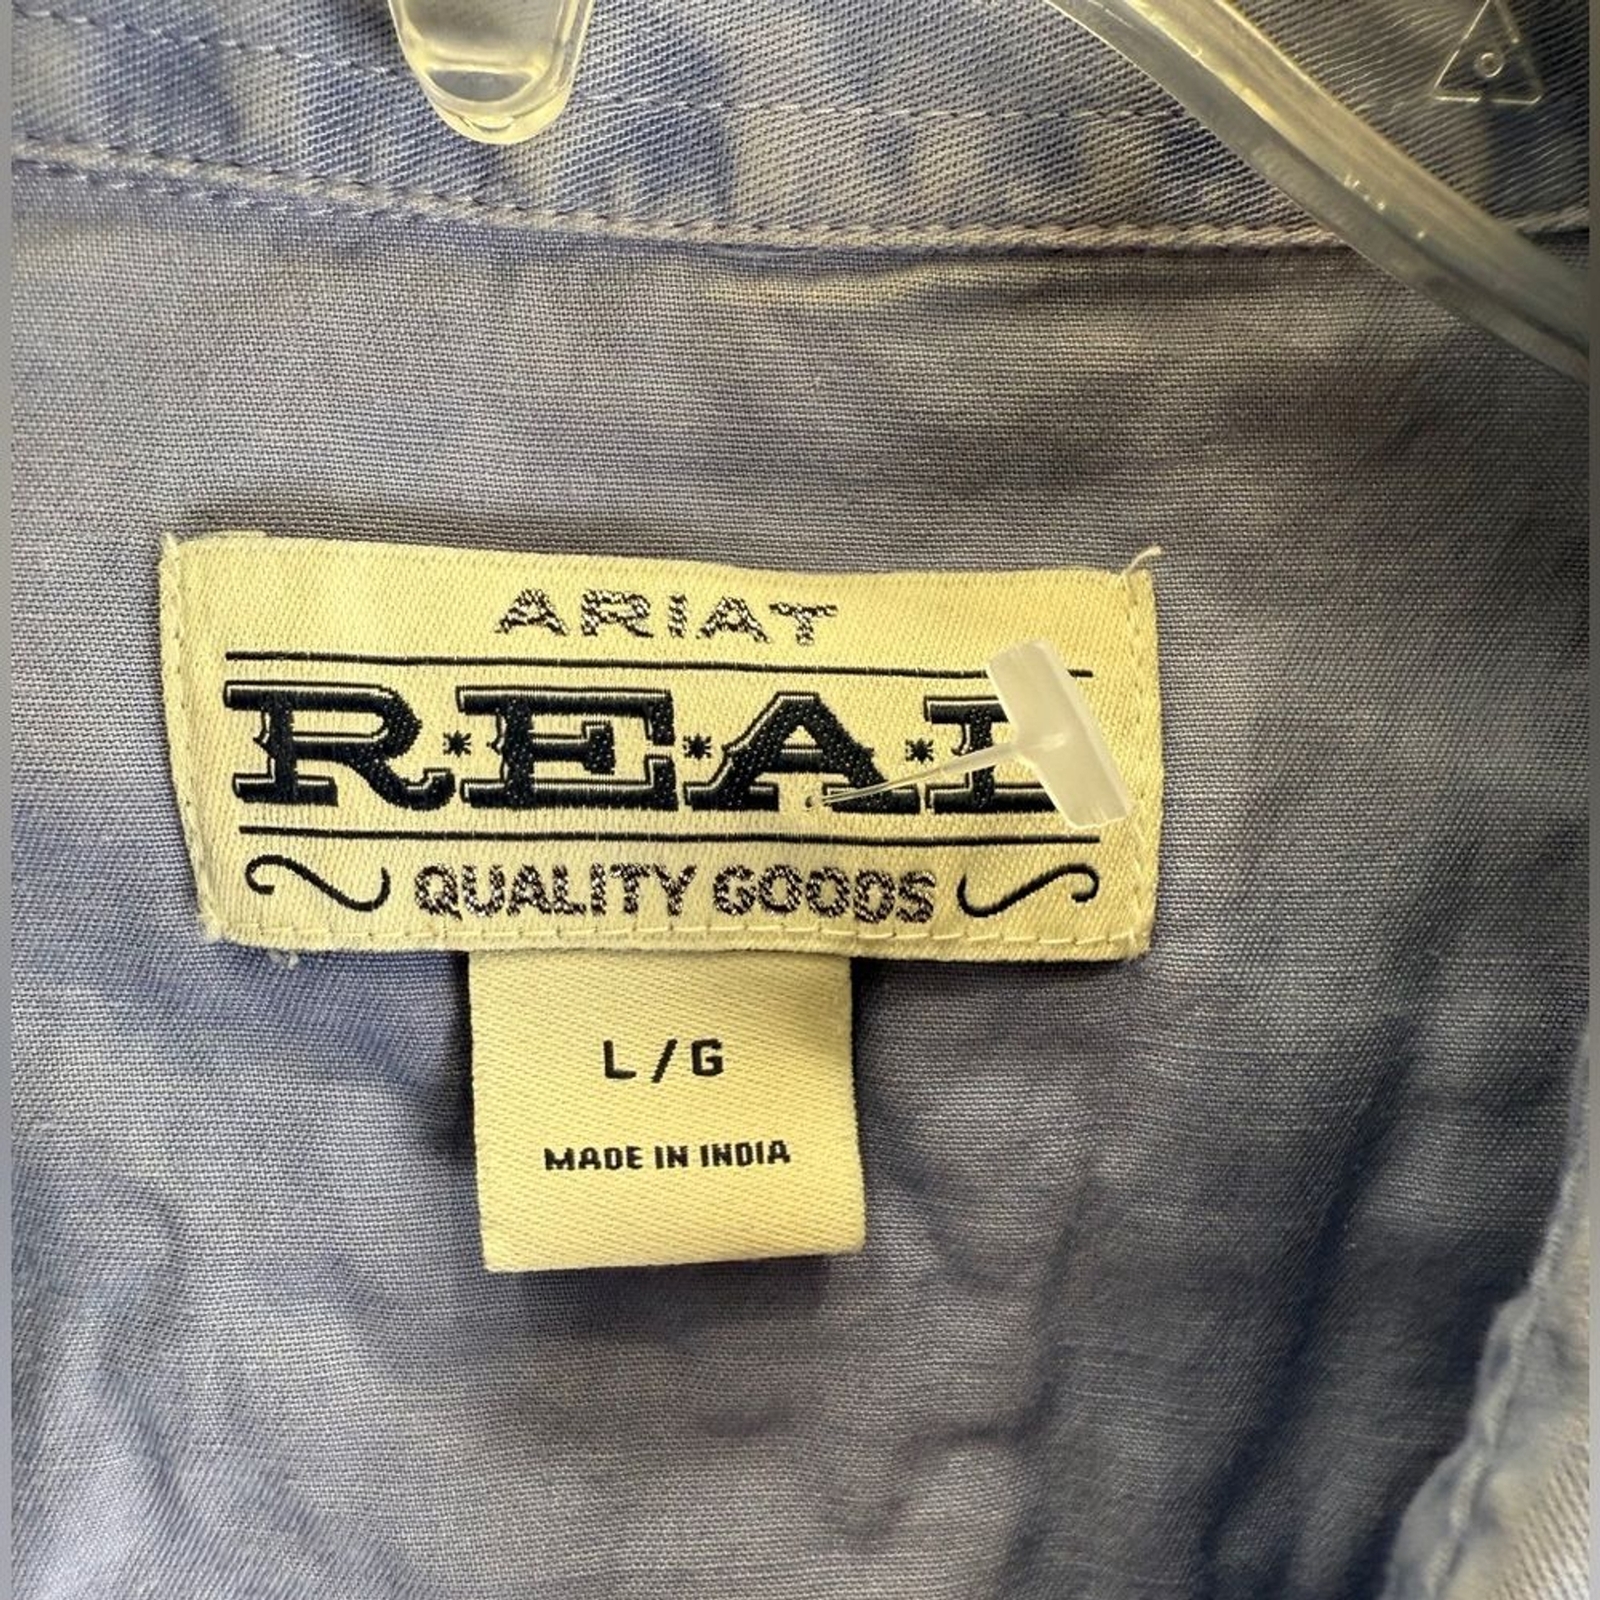 ARIAT
R*E*A*L
QUALITY GOODS
L/G
MADE IN INDIA